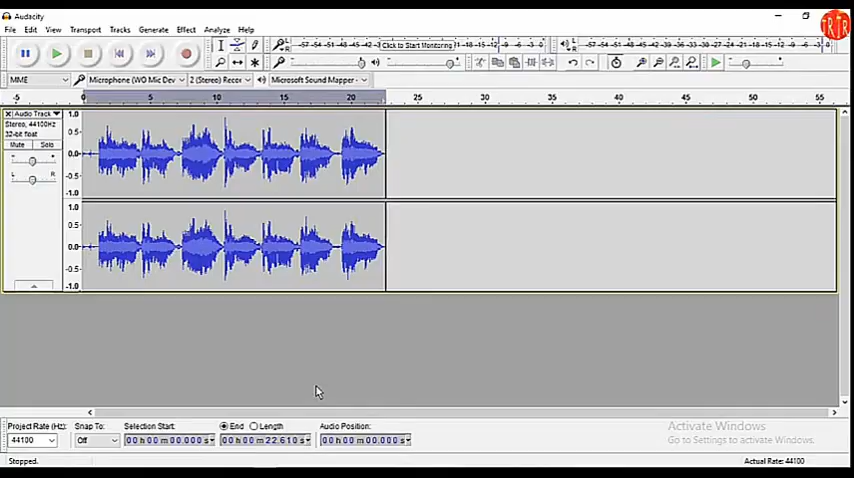 Audacity
File Edit View Transport Tracks Generate Effect Analyze Help
-57 -54 -51 -48 -45 -42 Click to Start Monitoring -18 -15 -12 -9 -6 -3 0
-57 -54 -51 -48 -45 -42 -39 -36 -33 -30 -27 -24 -21 -18 -15 -12 -9 -6 -3 0
MME Microphone (WO Mic Dev 2 (Stereo) Recor Microsoft Sound Mapper -
-5 0 5 10 15 20 25 30 35 40 45 50 55
X Audio Track
Stereo, 44100Hz
32-bit float
Mute Solo
- +
L R
1.0
0.5
0.0
-0.5
-1.0
1.0
0.5
0.0
-0.5
-1.0
Project Rate (Hz): Snap To: Selection Start: End Length Audio Position:
44100 Off 00 h 00 m 00.000 s 00 h 00 m 22.610 s 00 h 00 m 00.000 s
Activate Windows
Go to Settings to activate Windows.
Stopped. Actual Rate: 44100